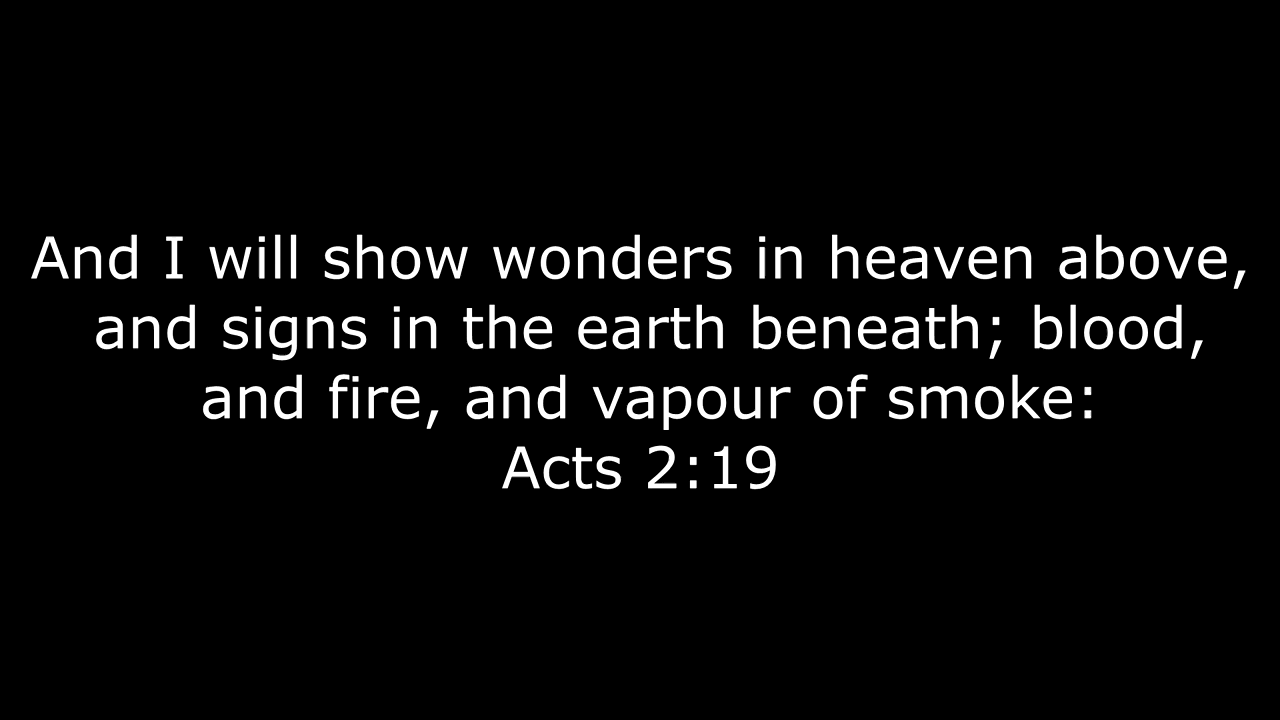 And I will show wonders in heaven above,
and signs in the earth beneath; blood,
and fire, and vapour of smoke:
Acts 2:19